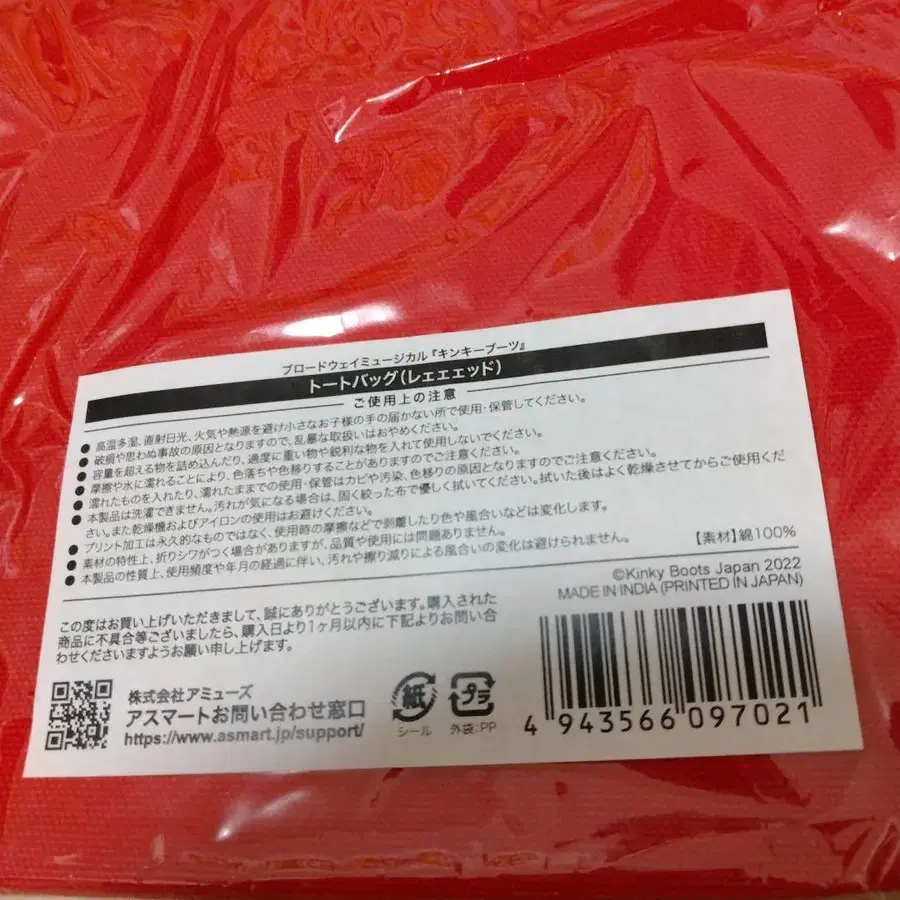 ブロードウェイミュージカル『キンキーブーツ』
トートバッグ(レェェェッド)
ご使用上の注意
● 高温多湿、直射日光、火気や熱源を避け小さなお子様の手の届かない所で使用・保管してください。
● 破損や思わぬ事故の原因となりますので、乱暴な取扱いはおやめください。
● 容量を超える物を詰め込んだり、過度に重い物や鋭利な物を入れて使用しないでください。
● 摩擦や水に濡れることにより、色落ちや色移りすることがありますのでご注意ください。
● 濡れたものを入れたり、濡れたままでの使用・保管はカビや汚染、色移りの原因となりますのでご注意ください。
● 本製品は洗濯できません。汚れが気になる場合は、固く絞った布で優しく拭いてください。拭いた後はよく乾燥させてからご使用くだ
さい。また乾燥機およびアイロンの使用はお避けください。
● プリント加工は永久的なものではなく、使用時の摩擦などで剥離したり色や風合いなどは変化します。
● 素材の特性上、折りシワがつく場合がありますが、品質や使用には問題ありません。
● 本製品の性質上、使用頻度や年月の経過に伴い、汚れや擦り減りによる風合いの変化は避けられません。
【素材】綿100%
©Kinky Boots Japan 2022
MADE IN INDIA (PRINTED IN JAPAN)
この度はお買い上げいただきまして、誠にありがとうございます。購入された
商品に不具合等ございましたら、購入日より1ヶ月以内に下記よりお問い合
わせくださいますようお願い申し上げます。
株式会社アミューズ
アスマートお問い合わせ窓口
https://www.asmart.jp/support/
紙
シール
プラ
外袋:PP
4 943566 097021